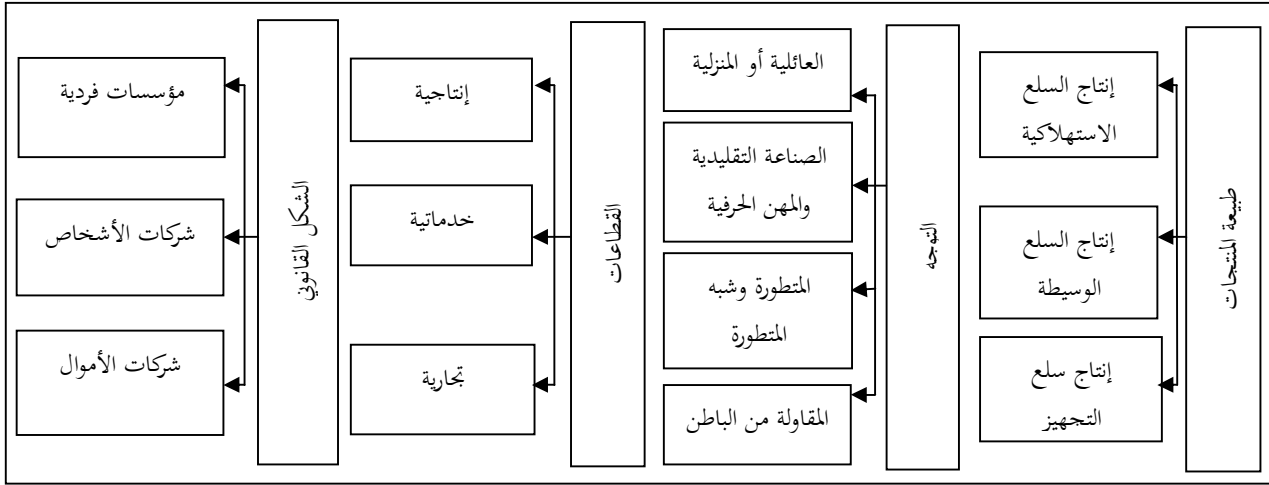 طبيعة المنتجات
إنتاج السلع
الاستهلاكية
إنتاج السلع
الوسيطة
إنتاج سلع
التجهيز
التوجه
العائلية أو المنزلية
الصناعة التقليدية
والمهن الحرفية
المتطورة وشبه
المتطورة
المقاولة من الباطن
القطاعات
إنتاجية
خدماتية
تجارية
الشكل القانوني
مؤسسات فردية
شركات الأشخاص
شركات الأموال